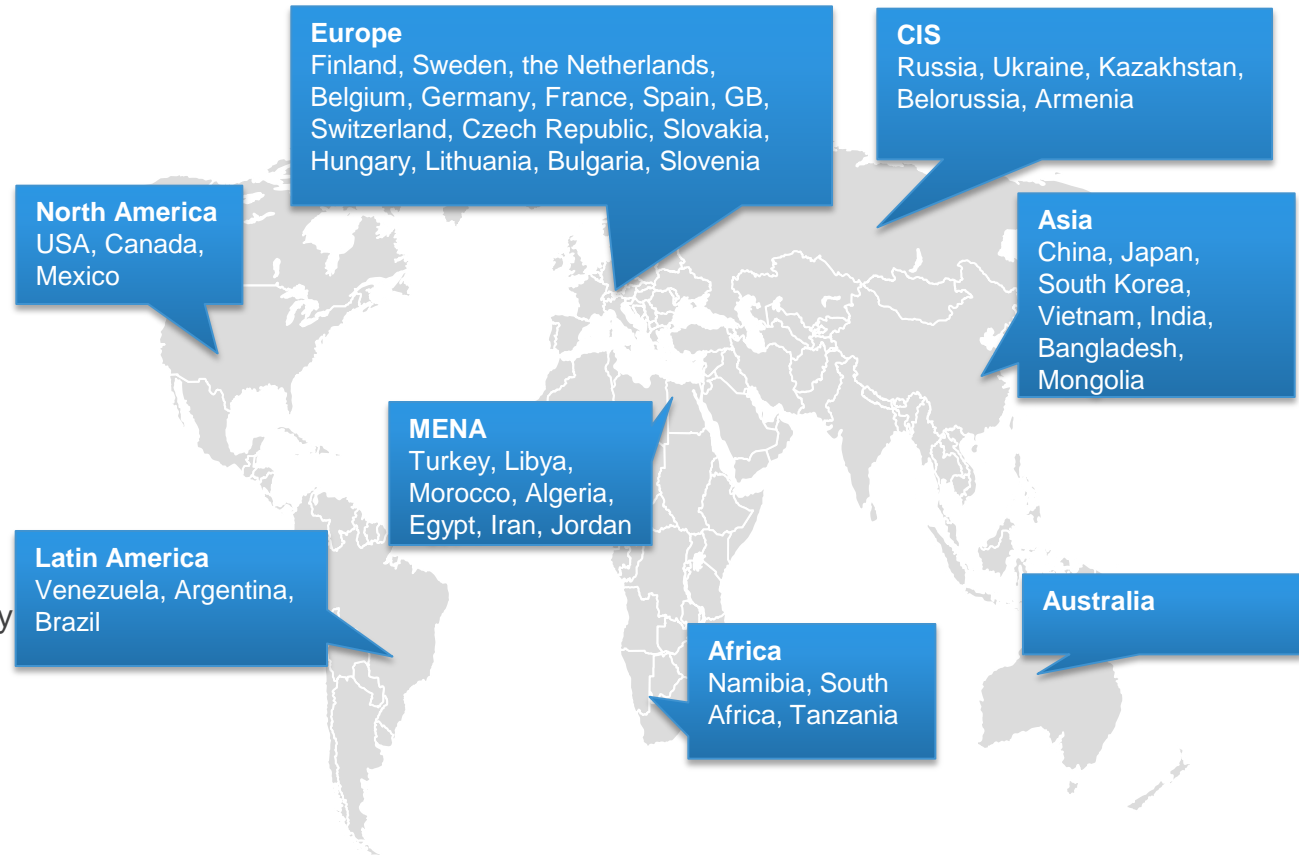 Europe
Finland, Sweden, the Netherlands,
Belgium, Germany, France, Spain, GB,
Switzerland, Czech Republic, Slovakia,
Hungary, Lithuania, Bulgaria, Slovenia
CIS
Russia, Ukraine, Kazakhstan,
Belorussia, Armenia
North America
USA, Canada,
Mexico
Asia
China, Japan,
South Korea,
Vietnam, India,
Bangladesh,
Mongolia
MENA
Turkey, Libya,
Morocco, Algeria,
Egypt, Iran, Jordan
Latin America
Venezuela, Argentina,
Brazil
y
Australia
Africa
Namibia, South
Africa, Tanzania